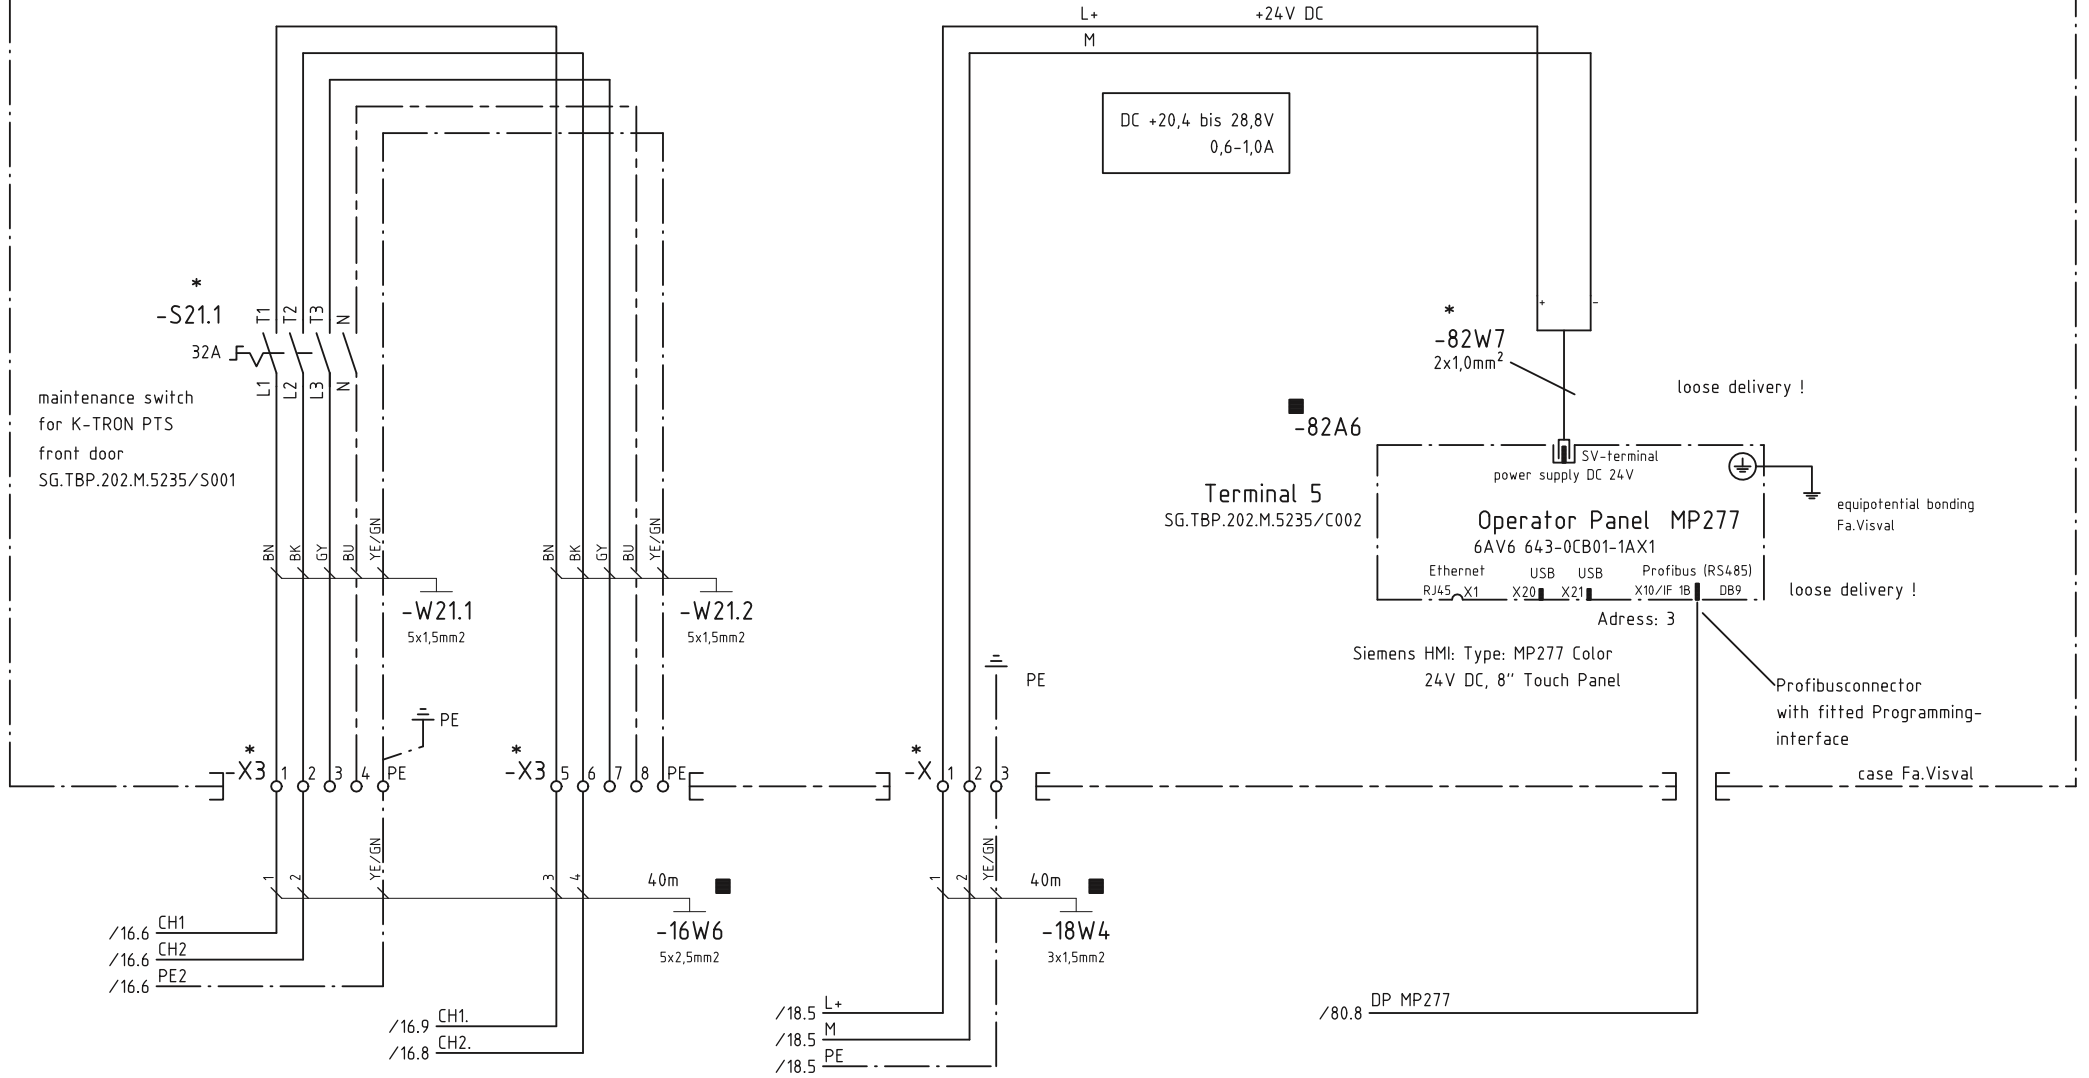 L+ +24V DC
M
DC +20,4 bis 28,8V
0,6-1,0A
*
-S21.1
32A
T1 T2 T3 N
L1 L2 L3 N
maintenance switch
for K-TRON PTS
front door
SG.TBP.202.M.5235/S001
*
-82W7
2x1,0mm²
+ -
loose delivery !
-82A6
SV-terminal
power supply DC 24V
Terminal 5
SG.TBP.202.M.5235/C002
Operator Panel MP277
6AV6 643-0CB01-1AX1
Ethernet USB USB Profibus (RS485)
RJ45 X1 X20 X21 X10/IF 1B DB9
equipotential bonding
Fa.Visval
loose delivery !
Adress: 3
Siemens HMI: Type: MP277 Color
24V DC, 8'' Touch Panel
Profibusconnector
with fitted Programming-
interface
BN BK GY BU YE/GN
-W21.1
5x1,5mm2
BN BK GY BU YE/GN
-W21.2
5x1,5mm2
PE
PE
*
-X3 1 2 3 4 PE
*
-X3 5 6 7 8 PE
*
-X 1 2 3
case Fa.Visval
1 2 YE/GN 3 4 40m
-16W6
5x2,5mm2
1 2 YE/GN 40m
-18W4
3x1,5mm2
/16.6 CH1
/16.6 CH2
/16.6 PE2
/16.9 CH1.
/16.8 CH2.
/18.5 L+
/18.5 M
/18.5 PE
/80.8 DP MP277